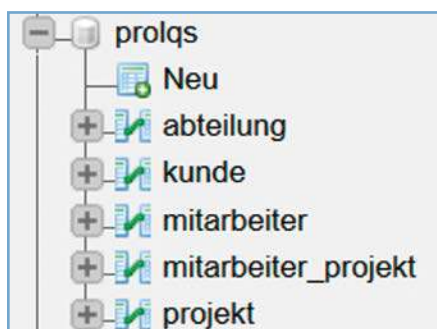 prolqs
Neu
abteilung
kunde
mitarbeiter
mitarbeiter_projekt
projekt